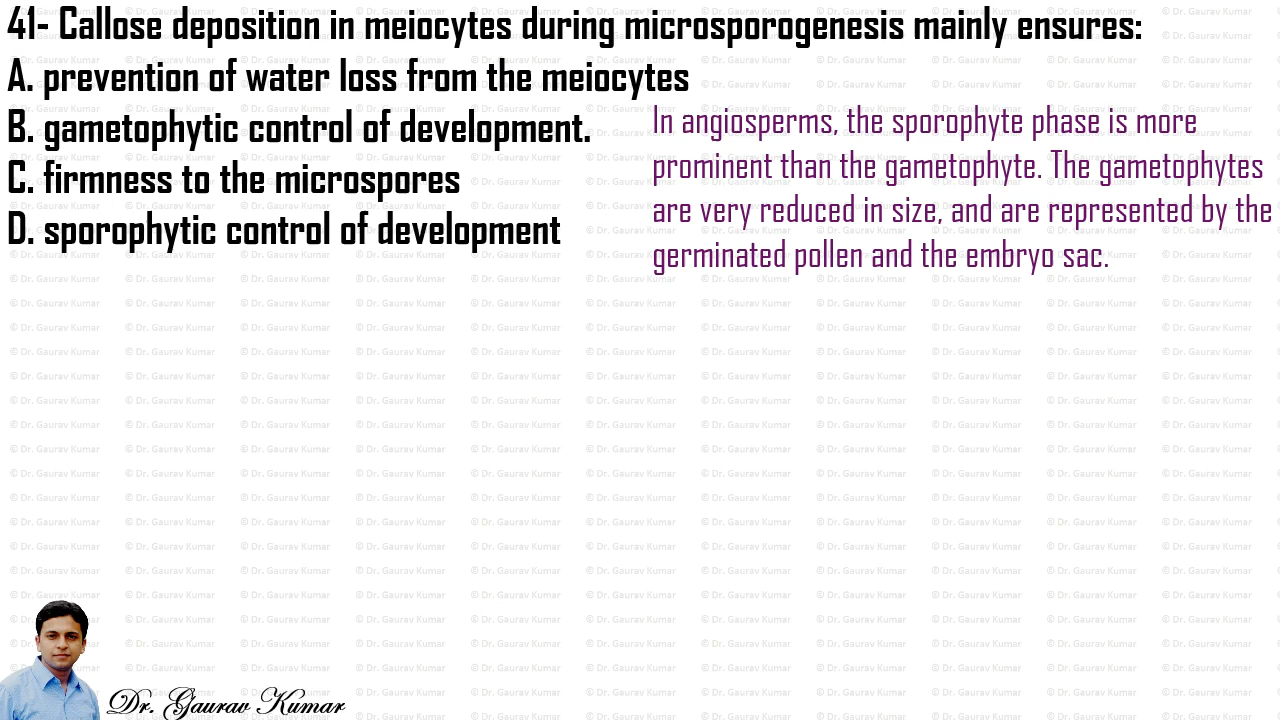 41- Callose deposition in meiocytes during microsporogenesis mainly ensures:
A. prevention of water loss from the meiocytes
B. gametophytic control of development.
C. firmness to the microspores
D. sporophytic control of development
In angiosperms, the sporophyte phase is more
prominent than the gametophyte. The gametophytes
are very reduced in size, and are represented by the
germinated pollen and the embryo sac.
© Dr. Gaurav Kumar
Dr. Gaurav Kumar